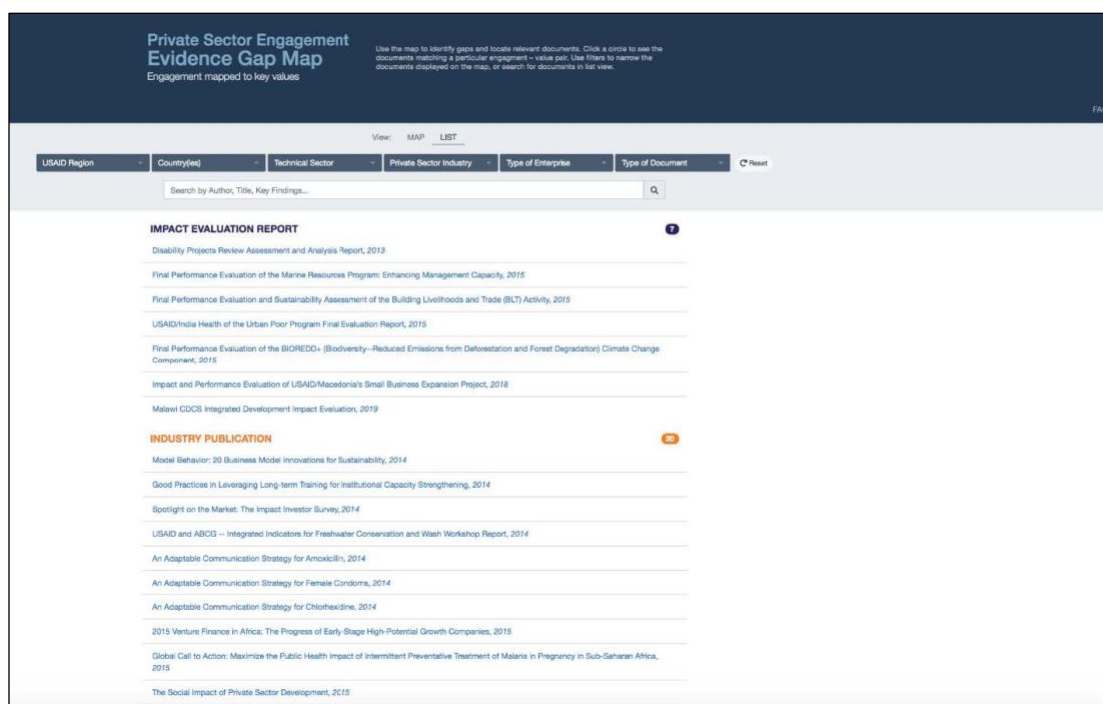 Private Sector Engagement
Evidence Gap Map
Engagement mapped to key values
Use the map to identify gaps and locate relevant documents. Click a circle to see the
documents matching a particular engagment – value pair. Use filters to narrow the
documents displayed on the map, or search for documents in list view.
FA
View: MAP LIST
USAID Region
Country(ies)
Technical Sector
Private Sector Industry
Type of Enterprise
Type of Document
Reset
Search by Author, Title, Key Findings...
IMPACT EVALUATION REPORT 7
Disability Projects Review Assessment and Analysis Report, 2013
Final Performance Evaluation of the Marine Resources Program: Enhancing Management Capacity, 2015
Final Performance Evaluation and Sustainability Assessment of the Building Livelihoods and Trade (BLT) Activity, 2015
USAID/India Health of the Urban Poor Program Final Evaluation Report, 2015
Final Performance Evaluation of the BIOREDD+ (Biodiversity--Reduced Emissions from Deforestation and Forest Degradation) Climate Change
Component, 2015
Impact and Performance Evaluation of USAID/Macedonia's Small Business Expansion Project, 2018
Malawi CDCS Integrated Development Impact Evaluation, 2019
INDUSTRY PUBLICATION
Model Behavior: 20 Business Model Innovations for Sustainability, 2014
Good Practices in Leveraging Long-term Training for Institutional Capacity Strengthening, 2014
Spotlight on the Market: The Impact Investor Survey, 2014
USAID and ABCG -- Integrated Indicators for Freshwater Conservation and Wash Workshop Report, 2014
An Adaptable Communication Strategy for Amoxicillin, 2014
An Adaptable Communication Strategy for Female Condoms, 2014
An Adaptable Communication Strategy for Chlorhexidine, 2014
2015 Venture Finance in Africa: The Progress of Early-Stage High-Potential Growth Companies, 2015
Global Call to Action: Maximize the Public Health Impact of Intermittent Preventative Treatment of Malaria in Pregnancy in Sub-Saharan Africa,
2015
The Social Impact of Private Sector Development, 2015